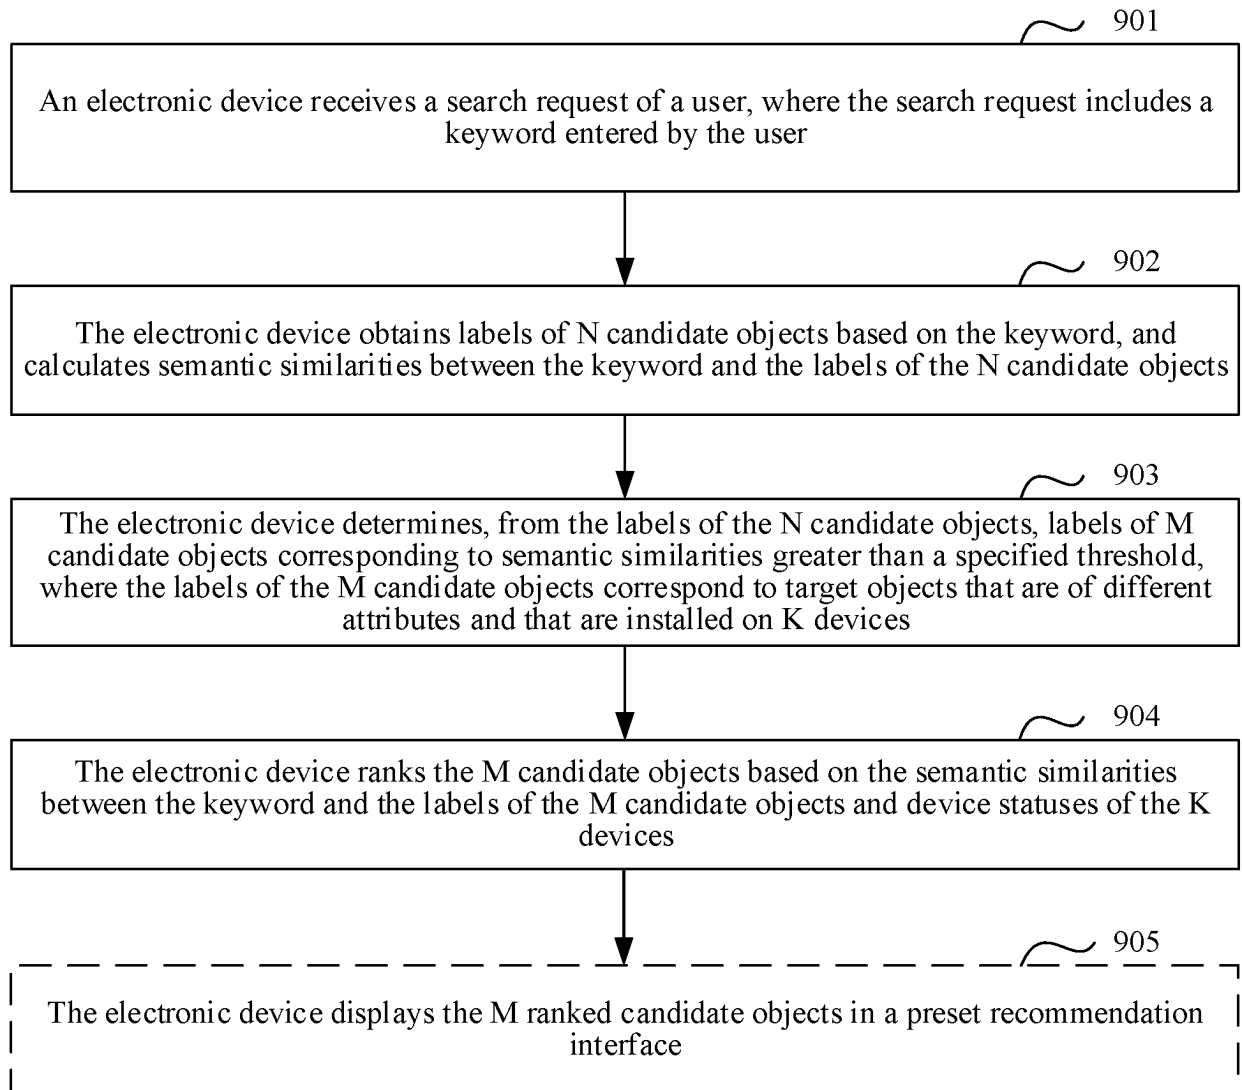 901
An electronic device receives a search request of a user, where the search request includes a
keyword entered by the user
902
The electronic device obtains labels of N candidate objects based on the keyword, and
calculates semantic similarities between the keyword and the labels of the N candidate objects
903
The electronic device determines, from the labels of the N candidate objects, labels of M
candidate objects corresponding to semantic similarities greater than a specified threshold,
where the labels of the M candidate objects correspond to target objects that are of different
attributes and that are installed on K devices
904
The electronic device ranks the M candidate objects based on the semantic similarities
between the keyword and the labels of the M candidate objects and device statuses of the K
devices
905
The electronic device displays the M ranked candidate objects in a preset recommendation
interface